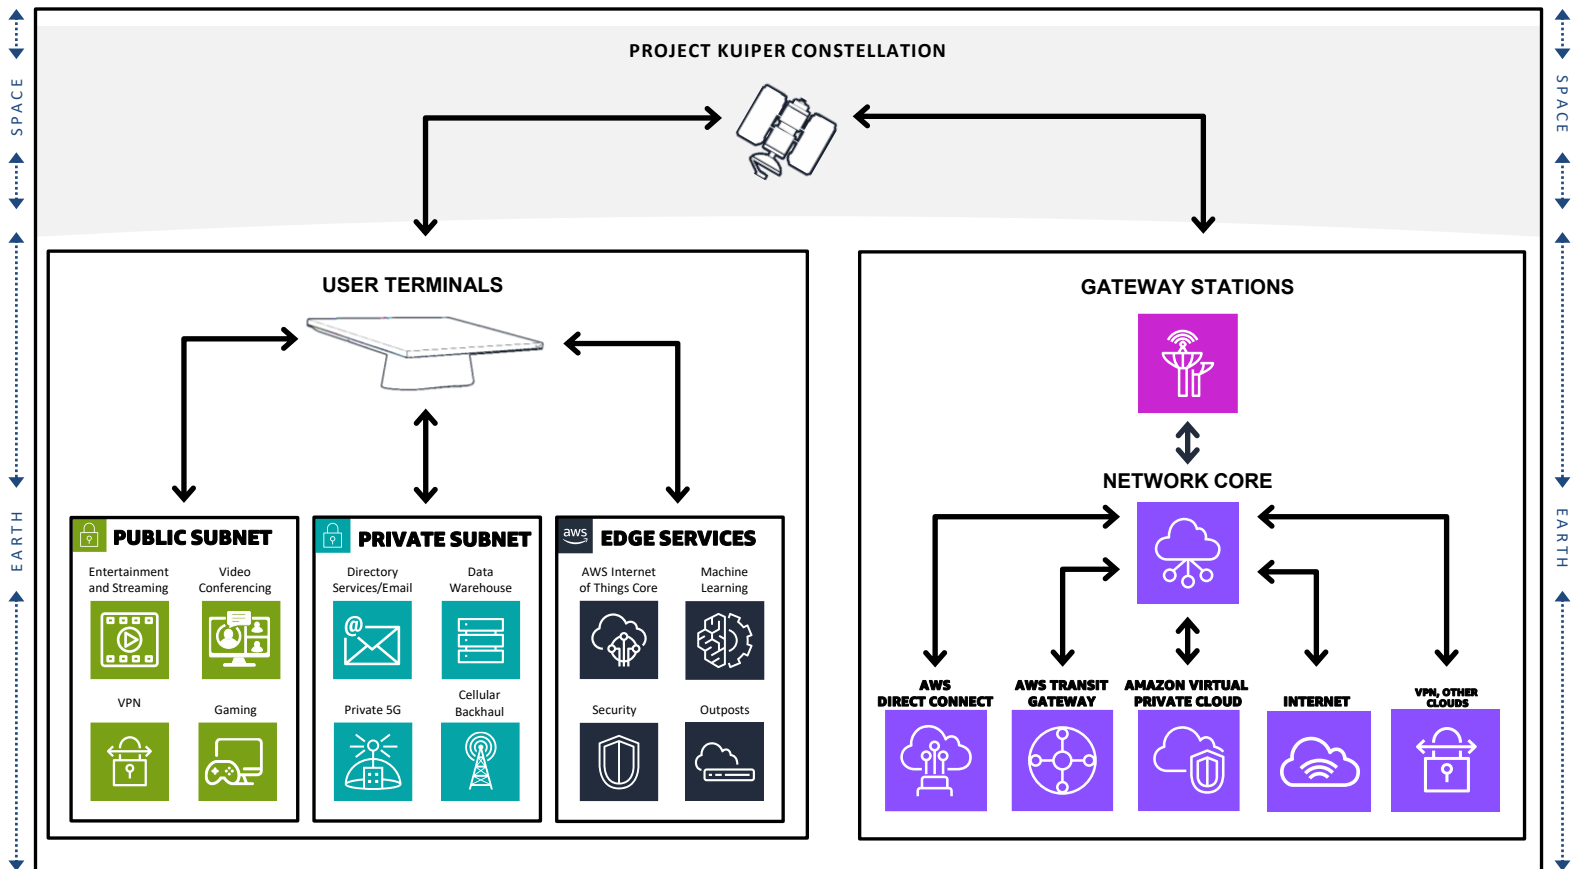 PROJECT KUIPER CONSTELLATION
SPACE
SPACE
USER TERMINALS
GATEWAY STATIONS
NETWORK CORE
EARTH
EARTH
PUBLIC SUBNET
Entertainment
and Streaming
Video
Conferencing
VPN
Gaming
PRIVATE SUBNET
Directory
Services/Email
Data
Warehouse
@
Private 5G
Cellular
Backhaul
aws
EDGE SERVICES
AWS Internet
of Things Core
Machine
Learning
Security
Outposts
AWS
DIRECT CONNECT
AWS TRANSIT
GATEWAY
AMAZON VIRTUAL
PRIVATE CLOUD
INTERNET
VPN, OTHER
CLOUDS